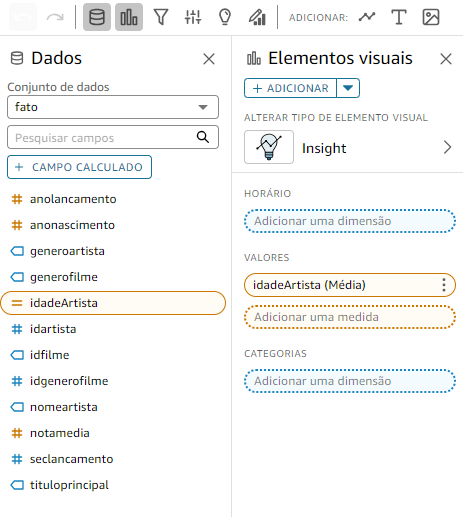 ADICIONAR:
Dados
Conjunto de dados
fato
Pesquisar campos
+ CAMPO CALCULADO
anolancamento
anonascimento
generoartista
generofilme
idadeArtista
idartista
idfilme
idgenerofilme
nomeartista
notamedia
seclancamento
tituloprincipal
Elementos visuais
+ ADICIONAR
ALTERAR TIPO DE ELEMENTO VISUAL
Insight
HORÁRIO
Adicionar uma dimensão
VALORES
idadeArtista (Média)
Adicionar uma medida
CATEGORIAS
Adicionar uma dimensão